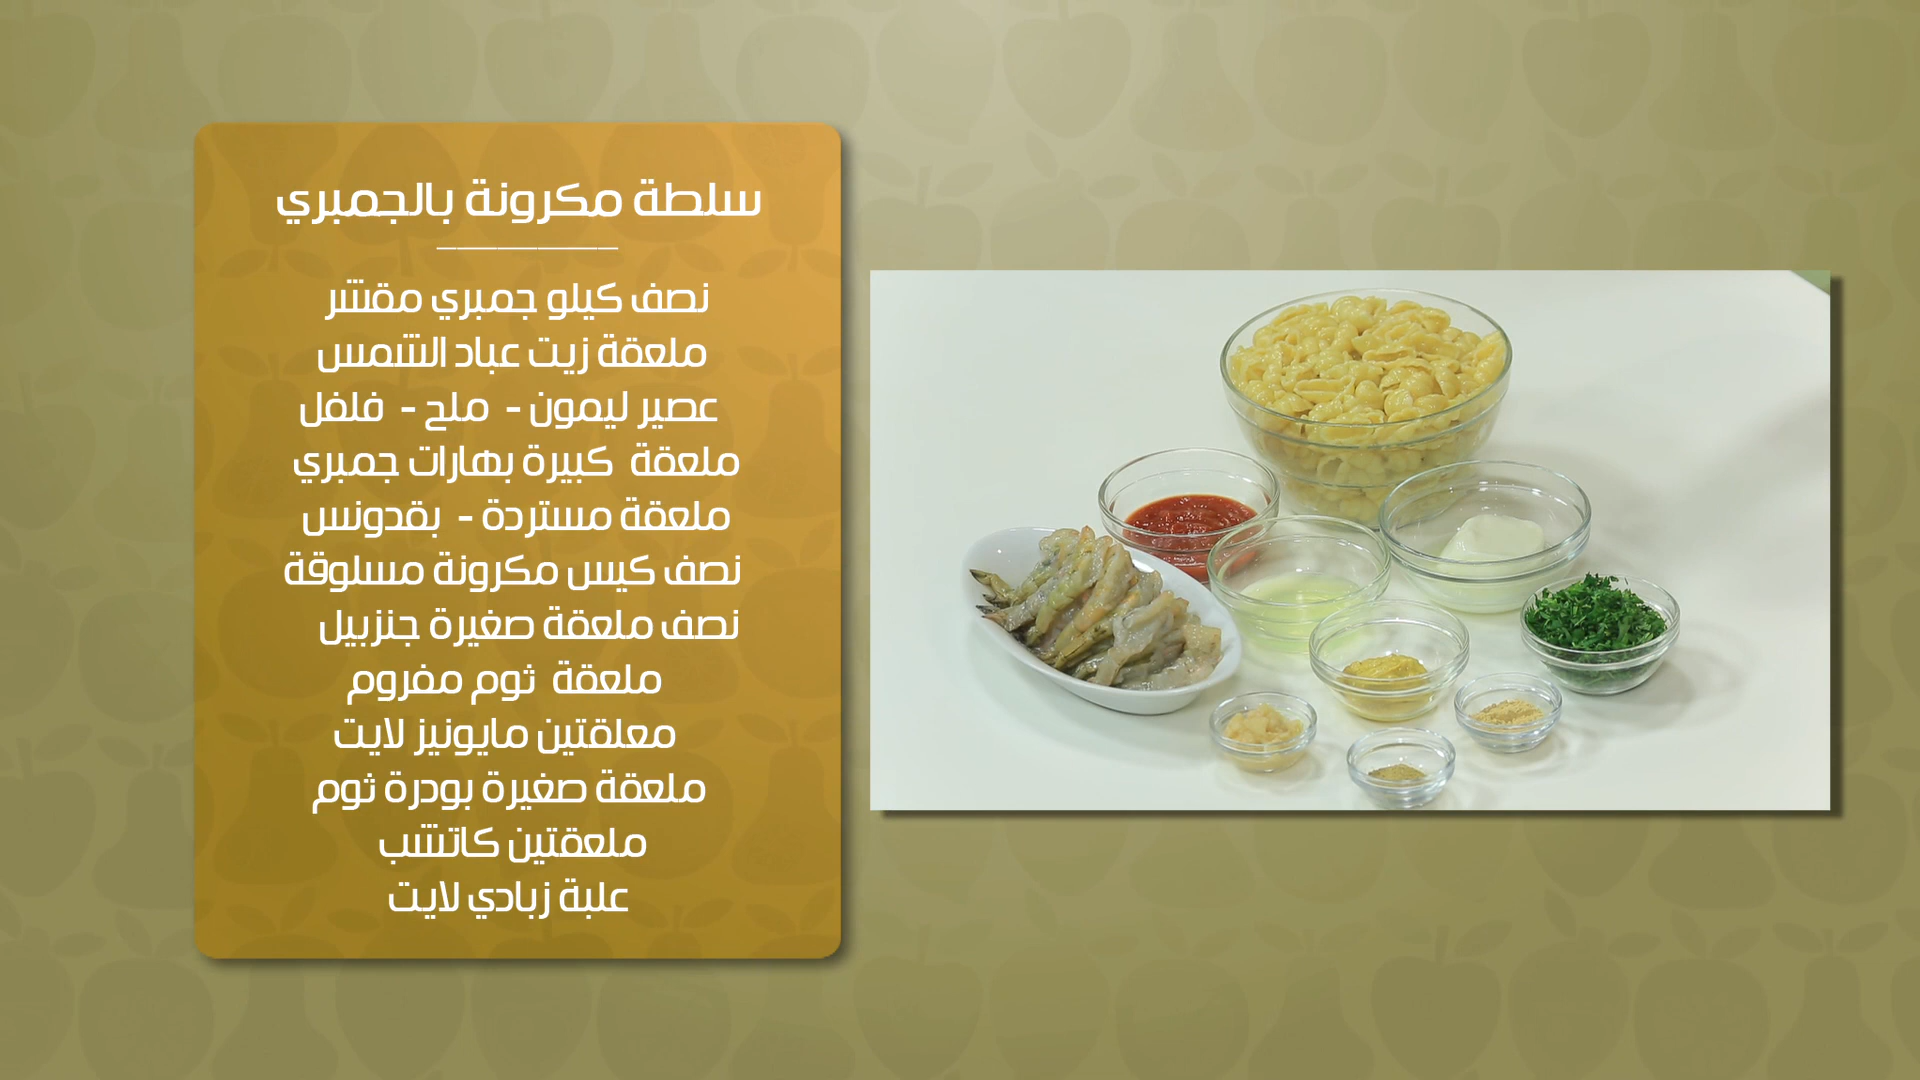 سلطة مكرونة بالجمبري
نصف كيلو جمبري مقشر
ملعقة زيت عباد الشمس
عصير ليمون - ملح - فلفل
ملعقة كبيرة بهارات جمبري
ملعقة مستردة - بقدونس
نصف كيس مكرونة مسلوقة
نصف ملعقة صغيرة جنزبيل
ملعقة ثوم مفروم
معلقتين مايونيز لايت
ملعقة صغيرة بودرة ثوم
ملعقتين كاتشب
علبة زبادي لايت